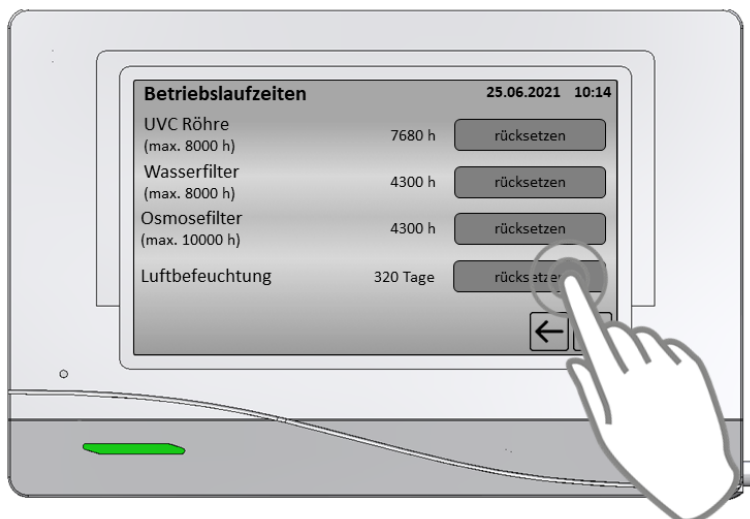 Betriebslaufzeiten 25.06.2021 10:14
UVC Röhre
(max. 8000 h) 7680 h rücksetzen
Wasserfilter
(max. 8000 h) 4300 h rücksetzen
Osmosefilter
(max. 10000 h) 4300 h rücksetzen
Luftbefeuchtung 320 Tage rücksetzen